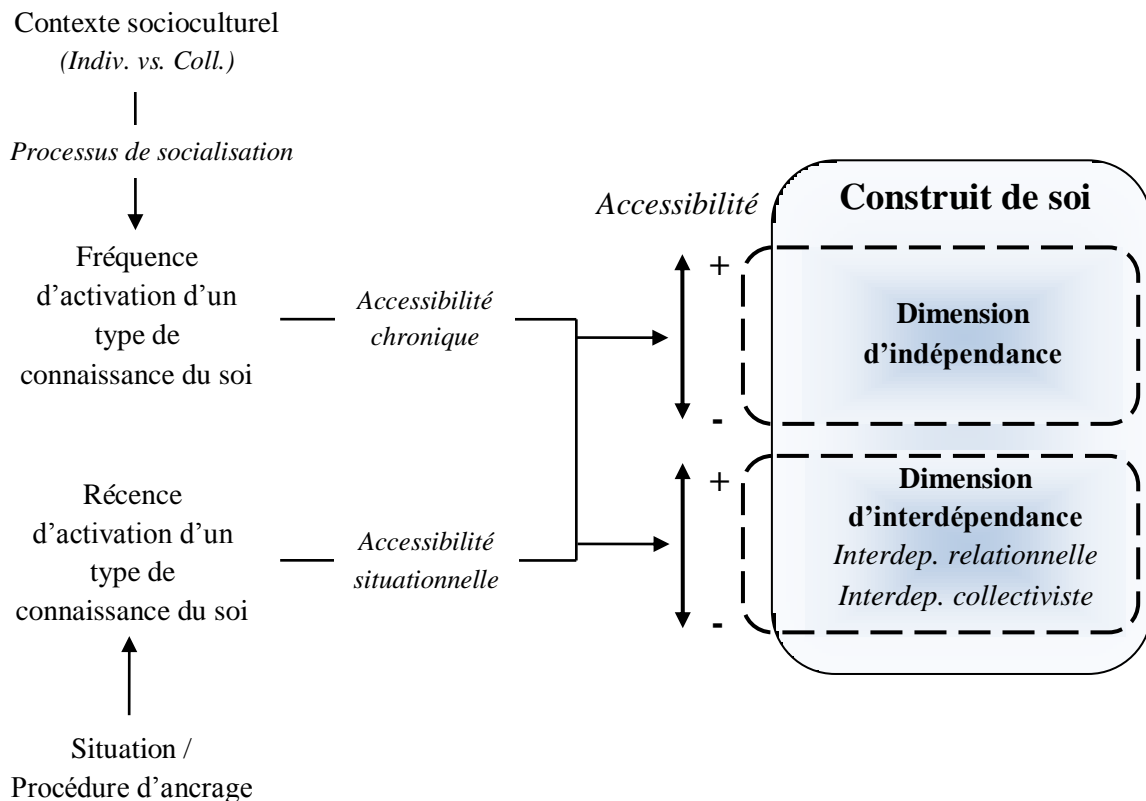 Contexte socioculturel
(Indiv. vs. Coll.)
Processus de socialisation
Fréquence
d’activation d’un
type de
connaissance du soi
Accessibilité
chronique
Récence
d’activation d’un
type de
connaissance du soi
Accessibilité
situationnelle
Situation /
Procédure d’ancrage
Accessibilité
+
-
+
-
Construit de soi
Dimension
d’indépendance
Dimension
d’interdépendance
Interdep. relationnelle
Interdep. collectiviste